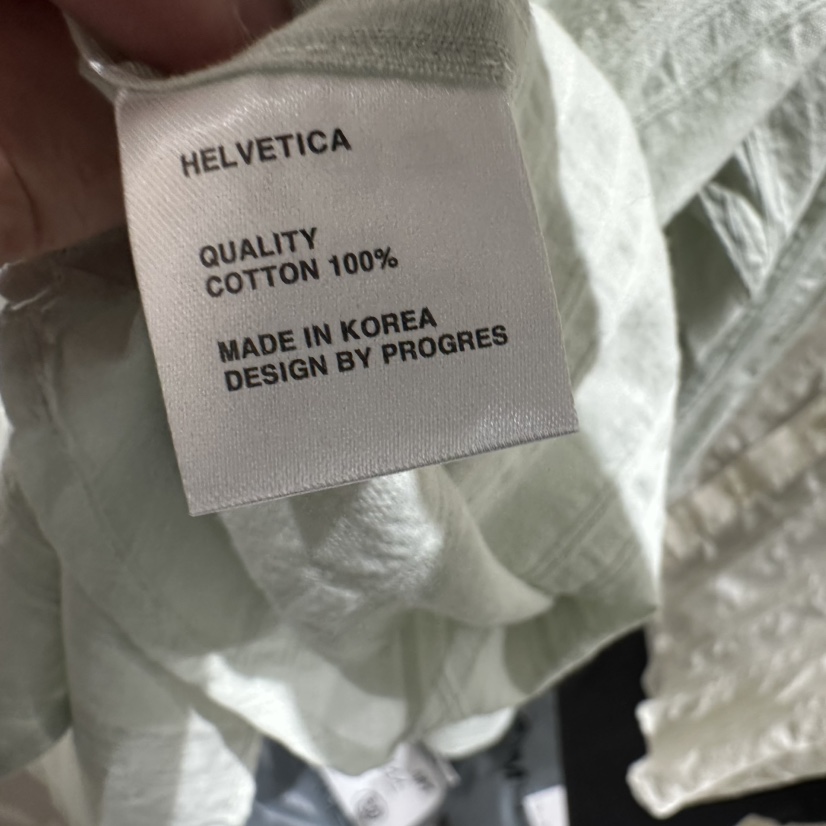 HELVETICA
QUALITY
COTTON 100%
MADE IN KOREA
DESIGN BY PROGRES